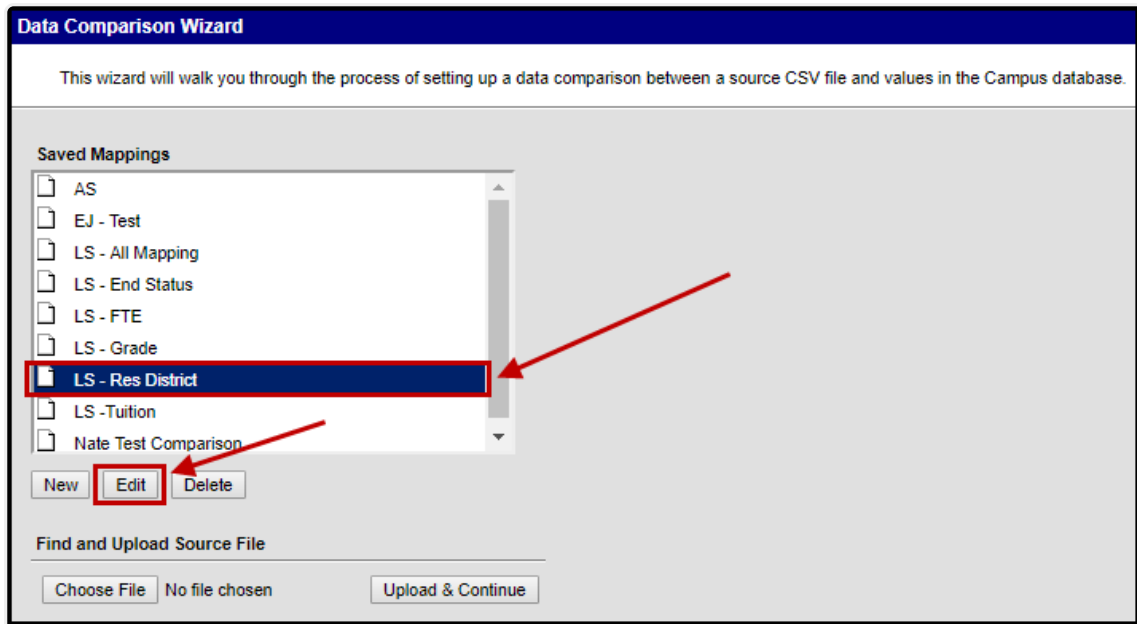 Data Comparison Wizard
This wizard will walk you through the process of setting up a data comparison between a source CSV file and values in the Campus database.
Saved Mappings
AS
EJ - Test
LS - All Mapping
LS - End Status
LS - FTE
LS - Grade
LS - Res District
LS -Tuition
Nate Test Comparison
New Edit Delete
Find and Upload Source File
Choose File No file chosen Upload & Continue